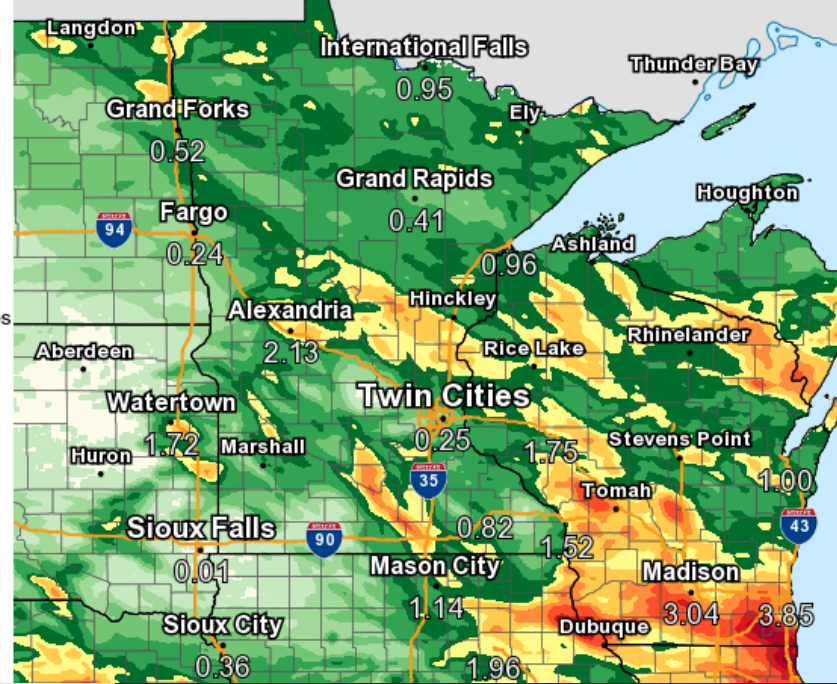 Langdon
International Falls
Thunder Bay
0.95
Grand Forks
Ely
0.52
Grand Rapids
Houghton
Fargo
0.41
94
Ashland
0.24
0.96
Hinckley
Alexandria
s
Rhinelander
Aberdeen
2.13
Rice Lake
Twin Cities
Watertown
0.25
Stevens Point
1.72
Marshall
1.75
Huron
35
1.00
Tomah
Sioux Falls
0.82
43
90
1.52
0.01
Mason City
Madison
1.14
3.04
3.85
Sioux City
Dubuque
0.36
1.96